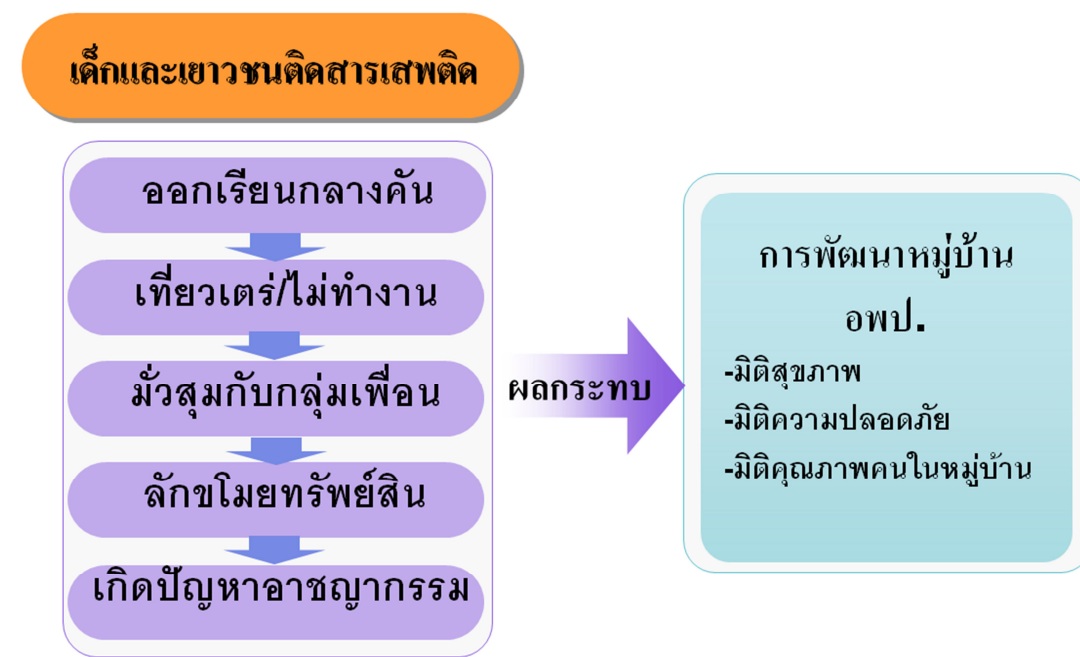 เด็กและเยาวชนติดสารเสพติด
ออกเรียนกลางคัน
เที่ยวเตร่/ไม่ทำงาน
มั่วสุมกับกลุ่มเพื่อน
ลักขโมยทรัพย์สิน
เกิดปัญหาอาชญากรรม
ผลกระทบ
การพัฒนาหมู่บ้าน
อพป.
-มิติสุขภาพ
-มิติความปลอดภัย
-มิติคุณภาพคนในหมู่บ้าน